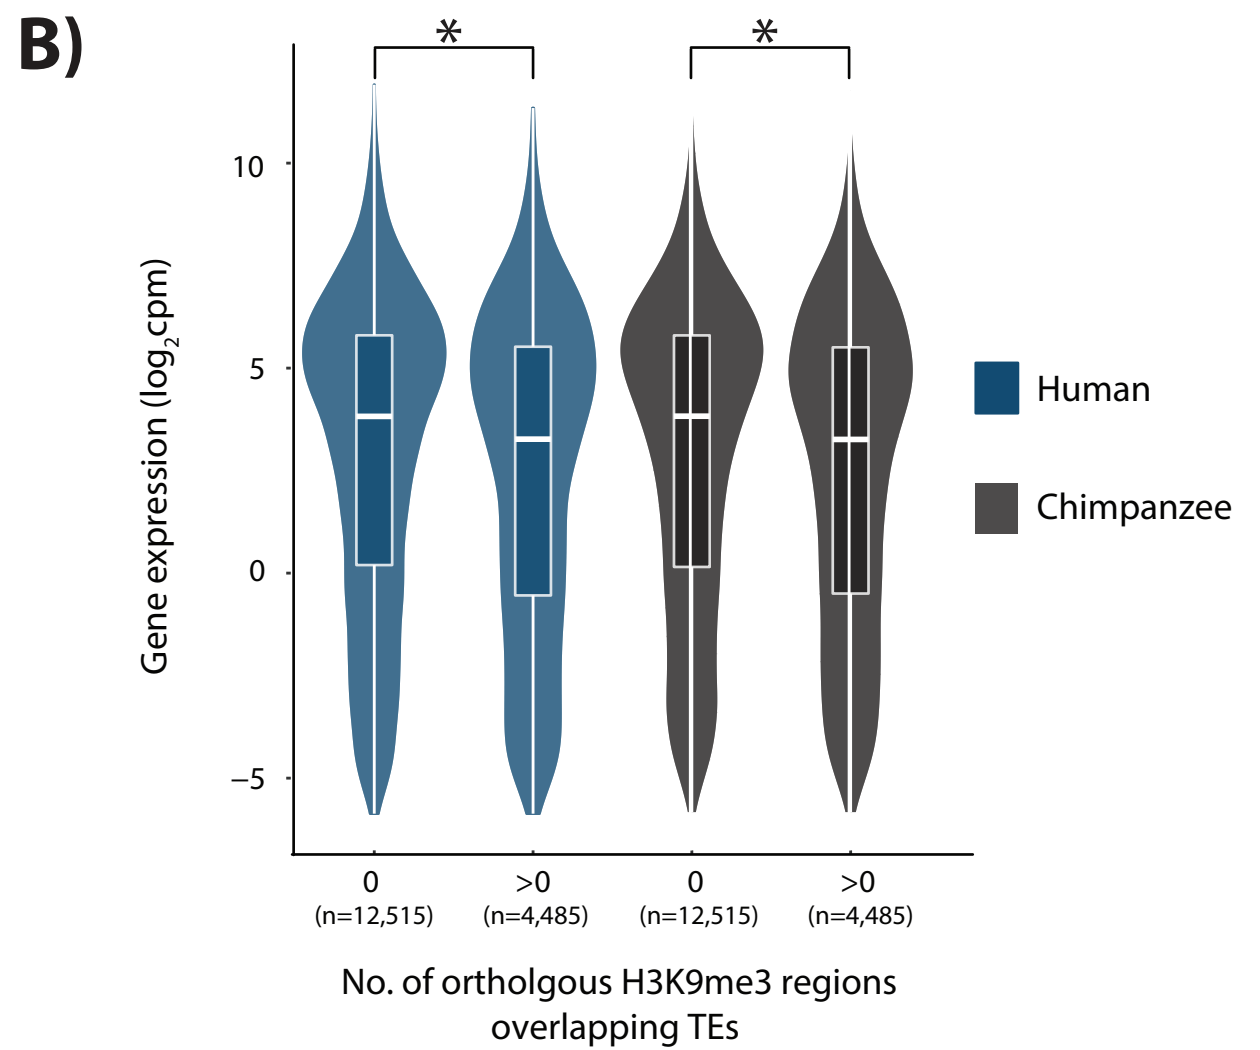 B)
* *
10
5
0
−5
Gene expression (log₂cpm)
Human
Chimpanzee
0 >0 0 >0
(n=12,515) (n=4,485) (n=12,515) (n=4,485)
No. of ortholgous H3K9me3 regions
overlapping TEs